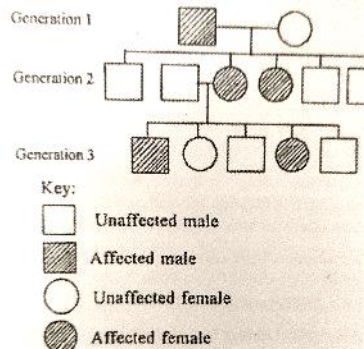 Generation 1
Generation 2
Generation 3
Key:
Unaffected male
Affected male
Unaffected female
Affected female